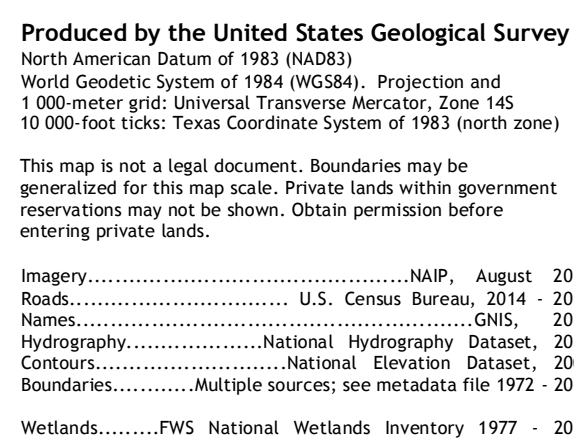 Produced by the United States Geological Survey
North American Datum of 1983 (NAD83)
World Geodetic System of 1984 (WGS84). Projection and
1 000-meter grid: Universal Transverse Mercator, Zone 14S
10 000-foot ticks: Texas Coordinate System of 1983 (north zone)
This map is not a legal document. Boundaries may be
generalized for this map scale. Private lands within government
reservations may not be shown. Obtain permission before
entering private lands.
Imagery...............................................NAIP, August 20
Roads................................ U.S. Census Bureau, 2014 - 20
Names..........................................................GNIS, 20
Hydrography....................National Hydrography Dataset, 20
Contours............................National Elevation Dataset, 20
Boundaries............Multiple sources; see metadata file 1972 - 20
Wetlands.........FWS National Wetlands Inventory 1977 - 20